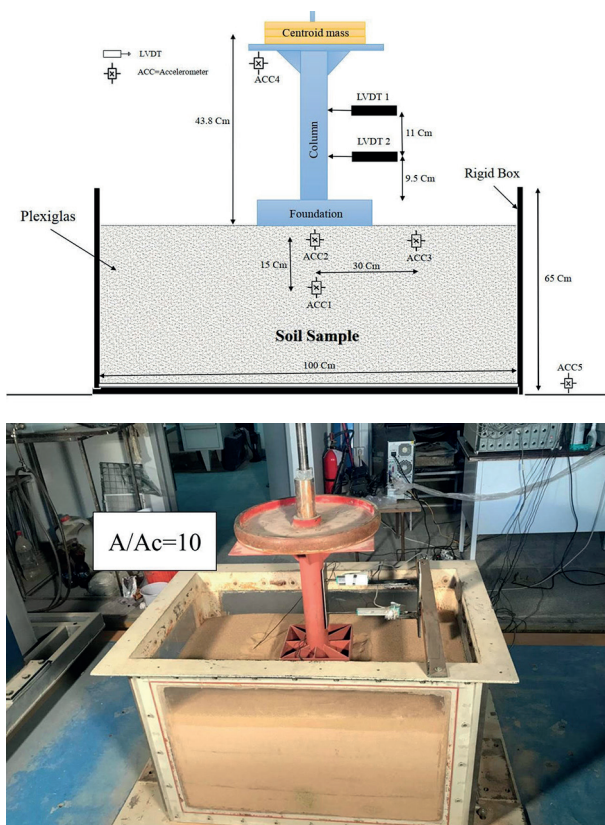 Centroid mass
LVDT
ACC=Accelerometer
ACC4
LVDT 1
43.8 Cm
Column
11 Cm
LVDT 2
9.5 Cm
Rigid Box
Plexiglas
Foundation
ACC2
ACC3
15 Cm
30 Cm
ACC1
65 Cm
Soil Sample
100 Cm
ACC5
A/Ac=10